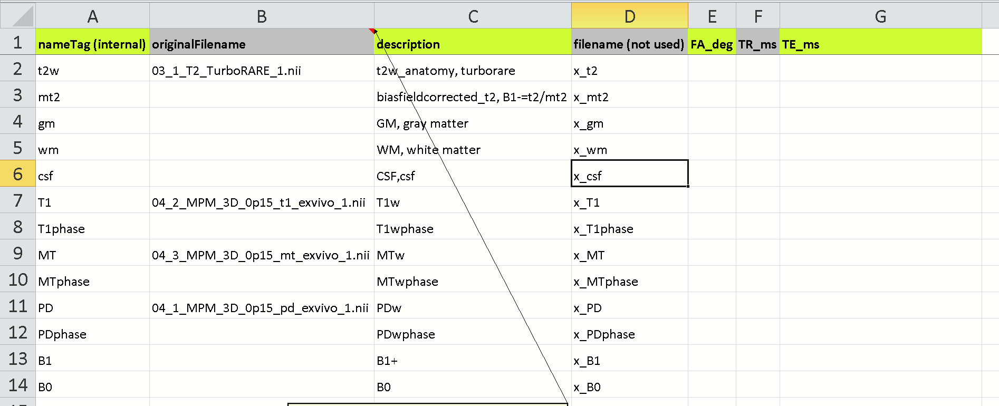 A B C D E F G
1 nameTag (internal) originalFilename description filename (not used) FA_deg TR_ms TE_ms
2 t2w 03_1_T2_TurboRARE_1.nii t2w_anatomy, turborare x_t2
3 mt2 biasfieldcorrected_t2, B1-=t2/mt2 x_mt2
4 gm GM, gray matter x_gm
5 wm WM, white matter x_wm
6 csf CSF,csf x_csf
7 T1 04_2_MPM_3D_0p15_t1_exvivo_1.nii T1w x_T1
8 T1phase T1wphase x_T1phase
9 MT 04_3_MPM_3D_0p15_mt_exvivo_1.nii MTw x_MT
10 MTphase MTwphase x_MTphase
11 PD 04_1_MPM_3D_0p15_pd_exvivo_1.nii PDw x_PD
12 PDphase PDwphase x_PDphase
13 B1 B1+ x_B1
14 B0 B0 x_B0